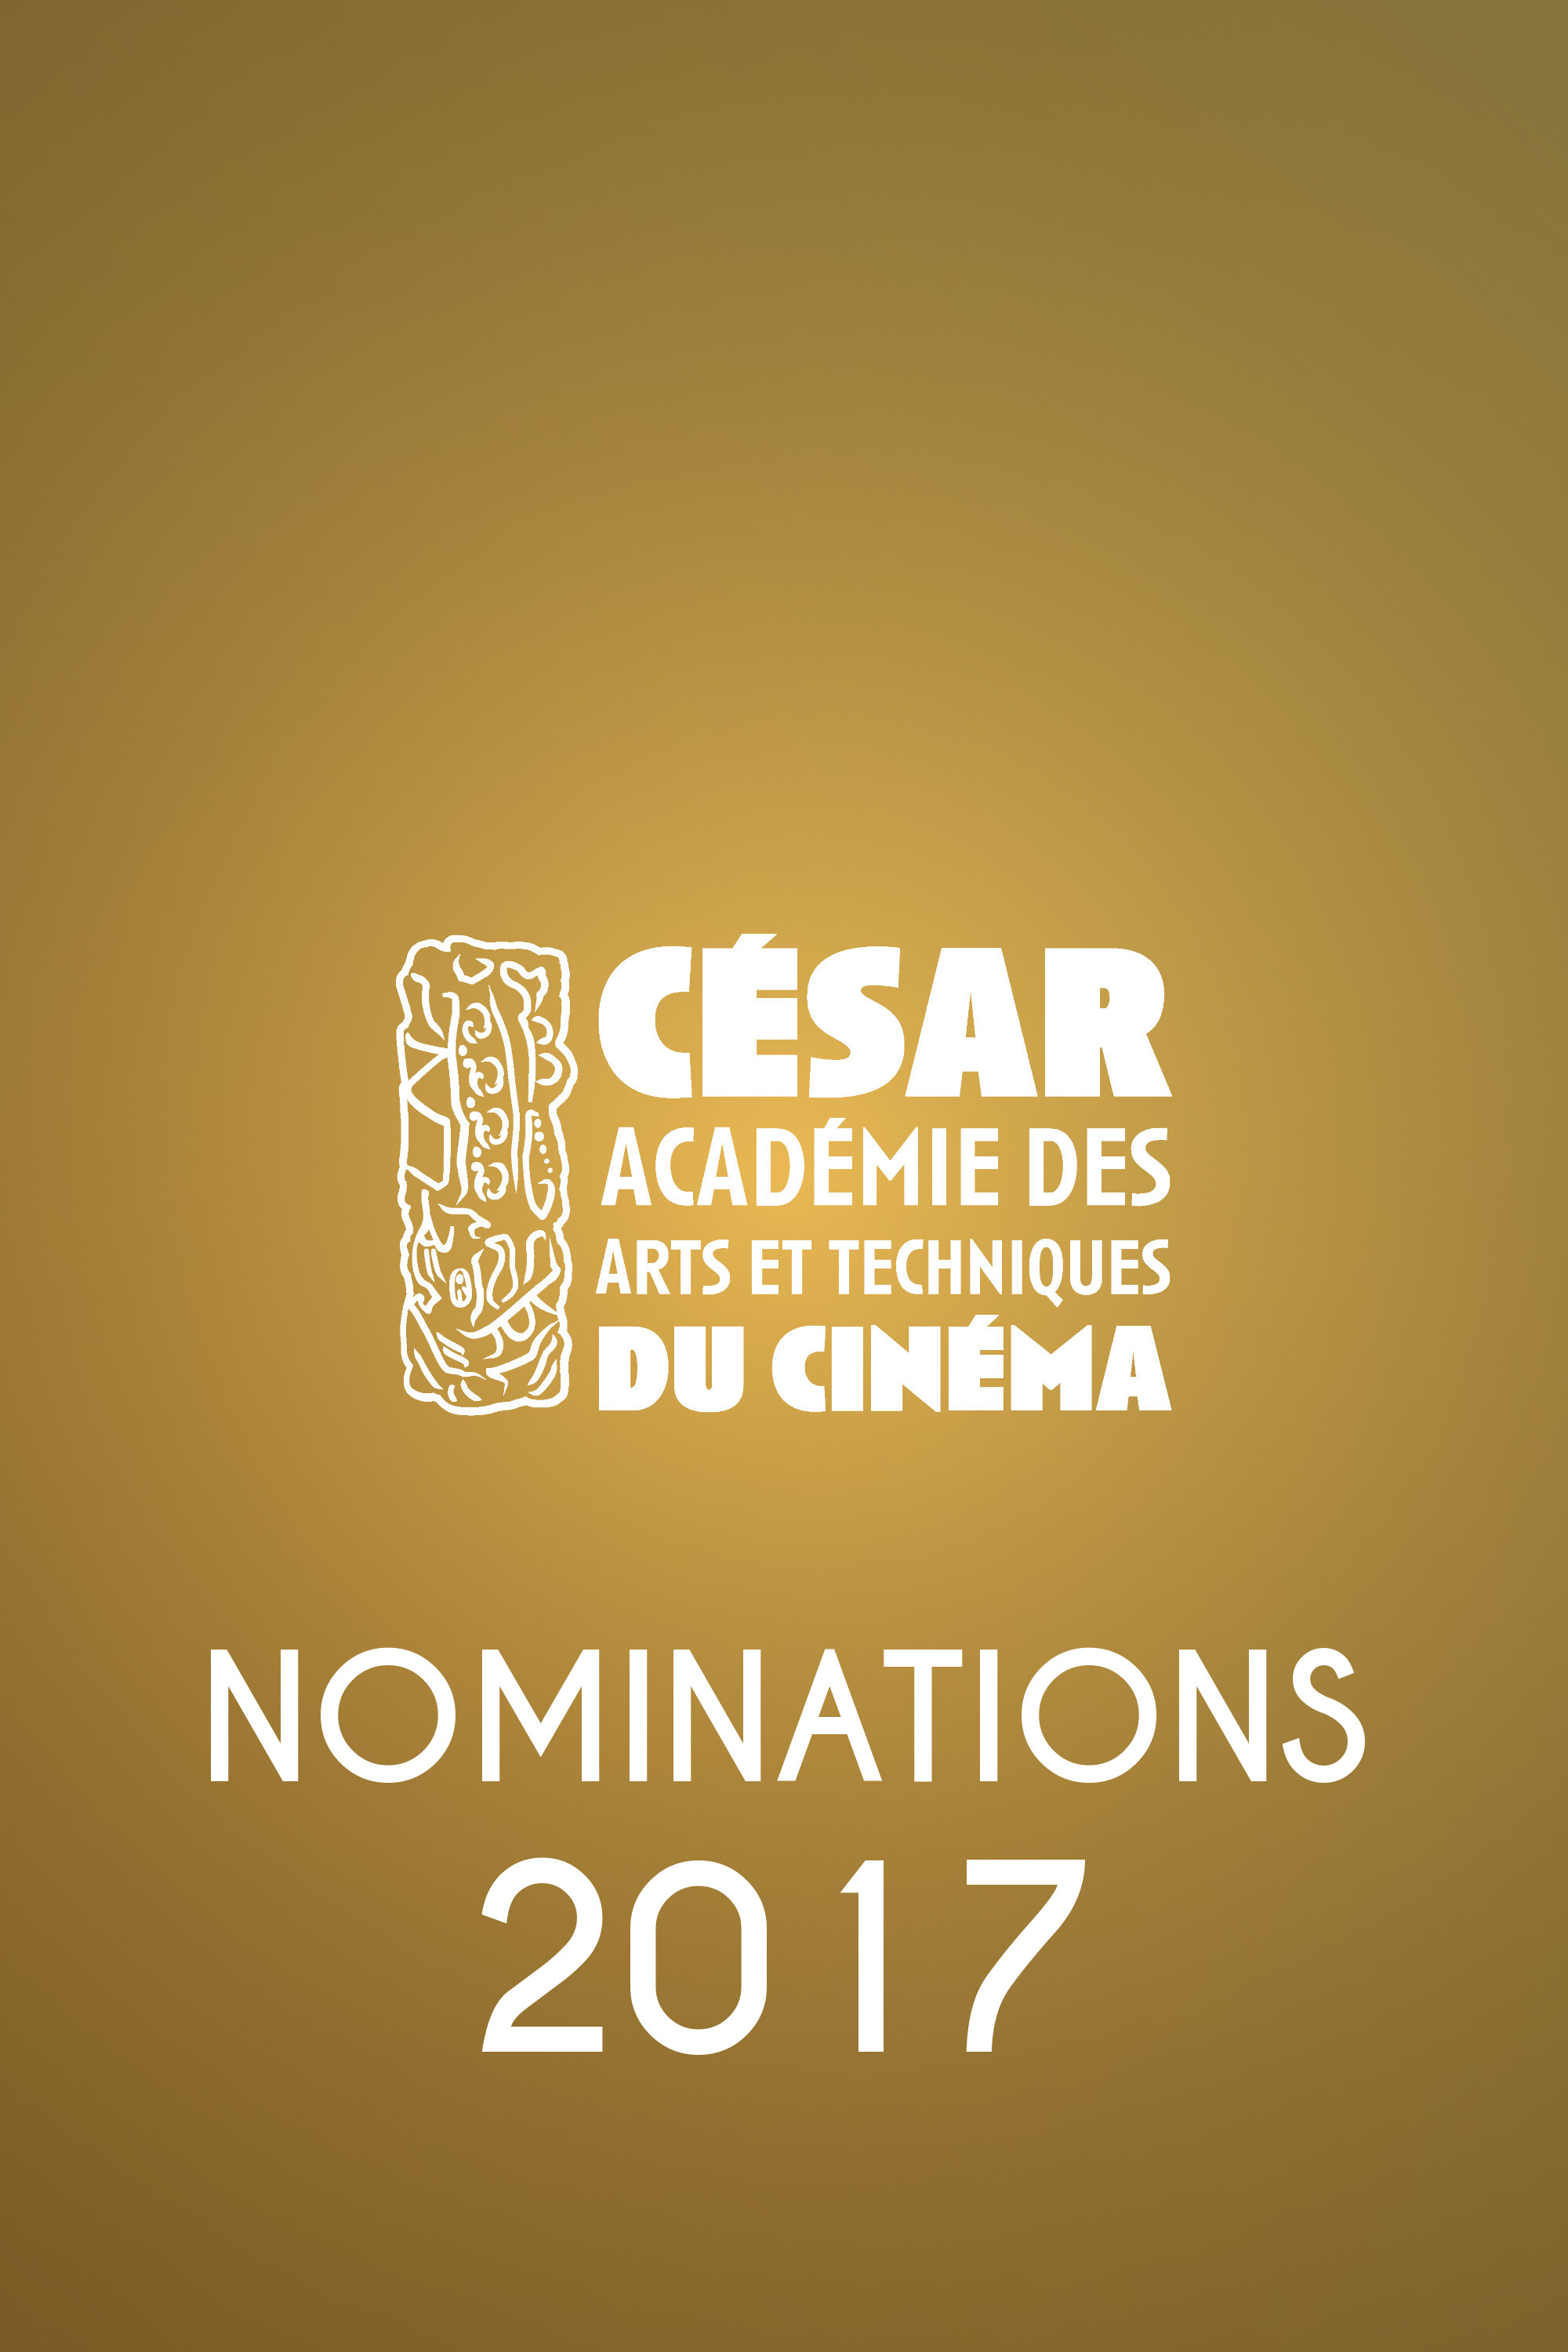 CÉSAR
ACADÉMIE DES
ARTS ET TECHNIQUES
DU CINÉMA
NOMINATIONS
2017